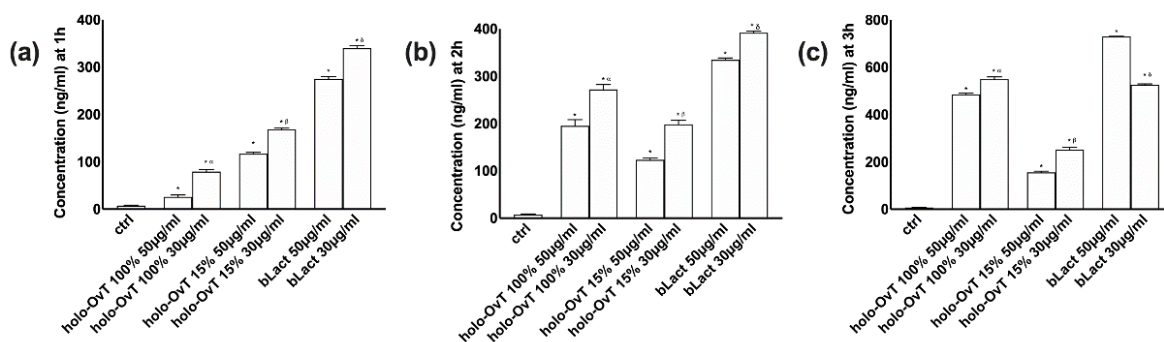 (a)
Concentration (ng/ml) at 1h
400
300
200
100
0
* * α * * β * * δ
ctrl
holo-OvT 100% 50µg/ml
holo-OvT 100% 30µg/ml
holo-OvT 15% 50µg/ml
holo-OvT 15% 30µg/ml
bLact 50µg/ml
bLact 30µg/ml
(b)
Concentration (ng/ml) at 2h
400
300
200
100
0
* * α * * β * * δ
ctrl
holo-OvT 100% 50µg/ml
holo-OvT 100% 30µg/ml
holo-OvT 15% 50µg/ml
holo-OvT 15% 30µg/ml
bLact 50µg/ml
bLact 30µg/ml
(c)
Concentration (ng/ml) at 3h
800
600
400
200
0
* * α * * β * * δ
ctrl
holo-OvT 100% 50µg/ml
holo-OvT 100% 30µg/ml
holo-OvT 15% 50µg/ml
holo-OvT 15% 30µg/ml
bLact 50µg/ml
bLact 30µg/ml